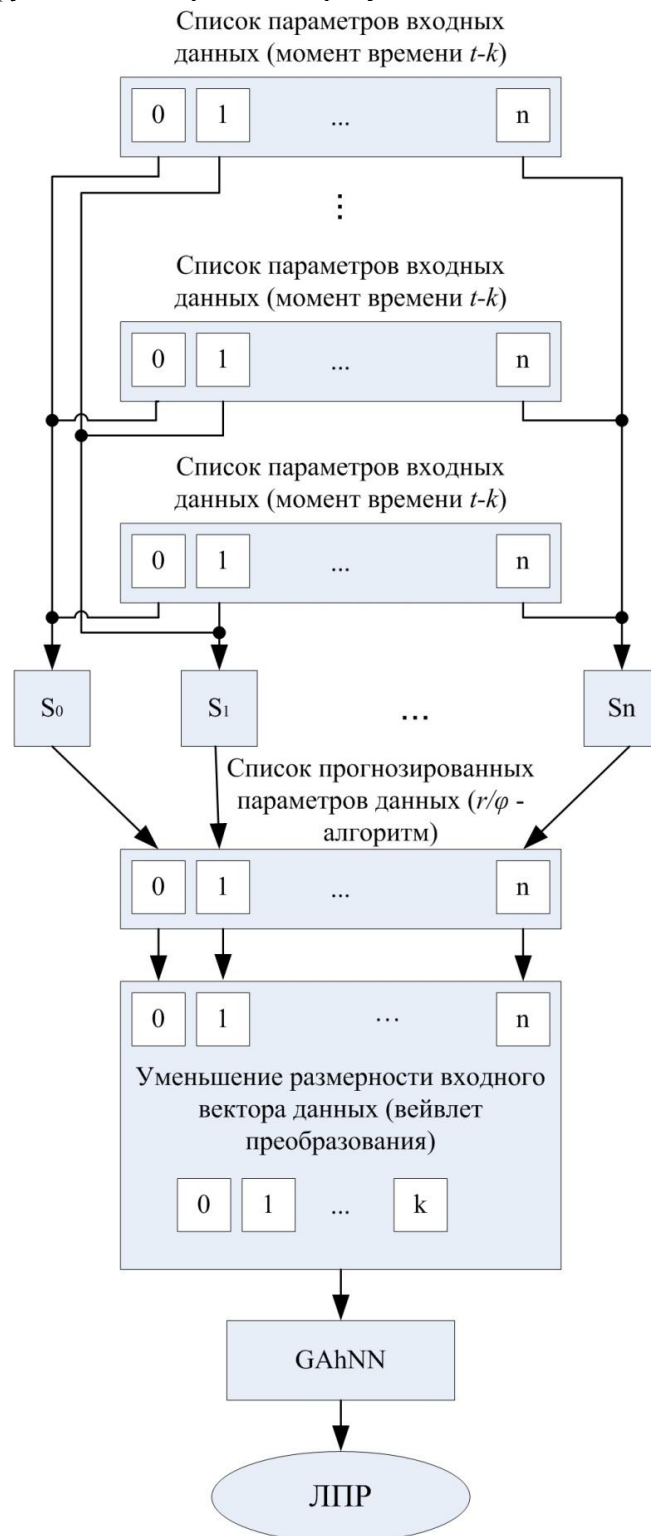 Список параметров входных
данных (момент времени t-k)
0 1 ... n
...
Список параметров входных
данных (момент времени t-k)
0 1 ... n
Список параметров входных
данных (момент времени t-k)
0 1 ... n
S0 S1 ... Sn
Список прогнозированных
параметров данных (r/φ -
алгоритм)
0 1 ... n
0 1 ... n
Уменьшение размерности входного
вектора данных (вейвлет
преобразования)
0 1 ... k
GAhNN
ЛПР